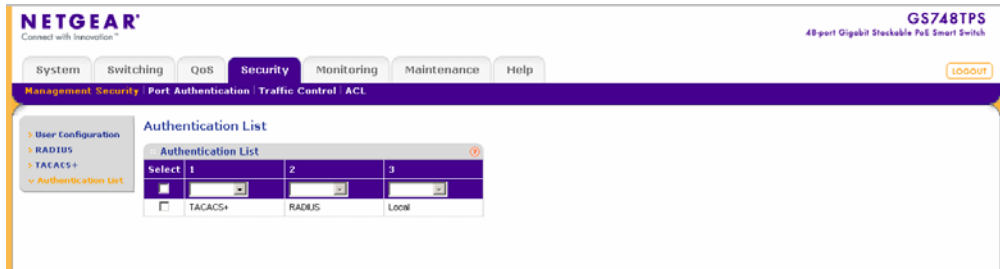 NETGEAR®
Connect with Innovation™
GS748TPS
48-port Gigabit Stackable PoE Smart Switch
System Switching QoS Security Monitoring Maintenance Help
LOGOUT
Management Security | Port Authentication | Traffic Control | ACL
User Configuration
RADIUS
TACACS+
Authentication List
Authentication List
Authentication List
Select 1 2 3
TACACS+ RADIUS Local